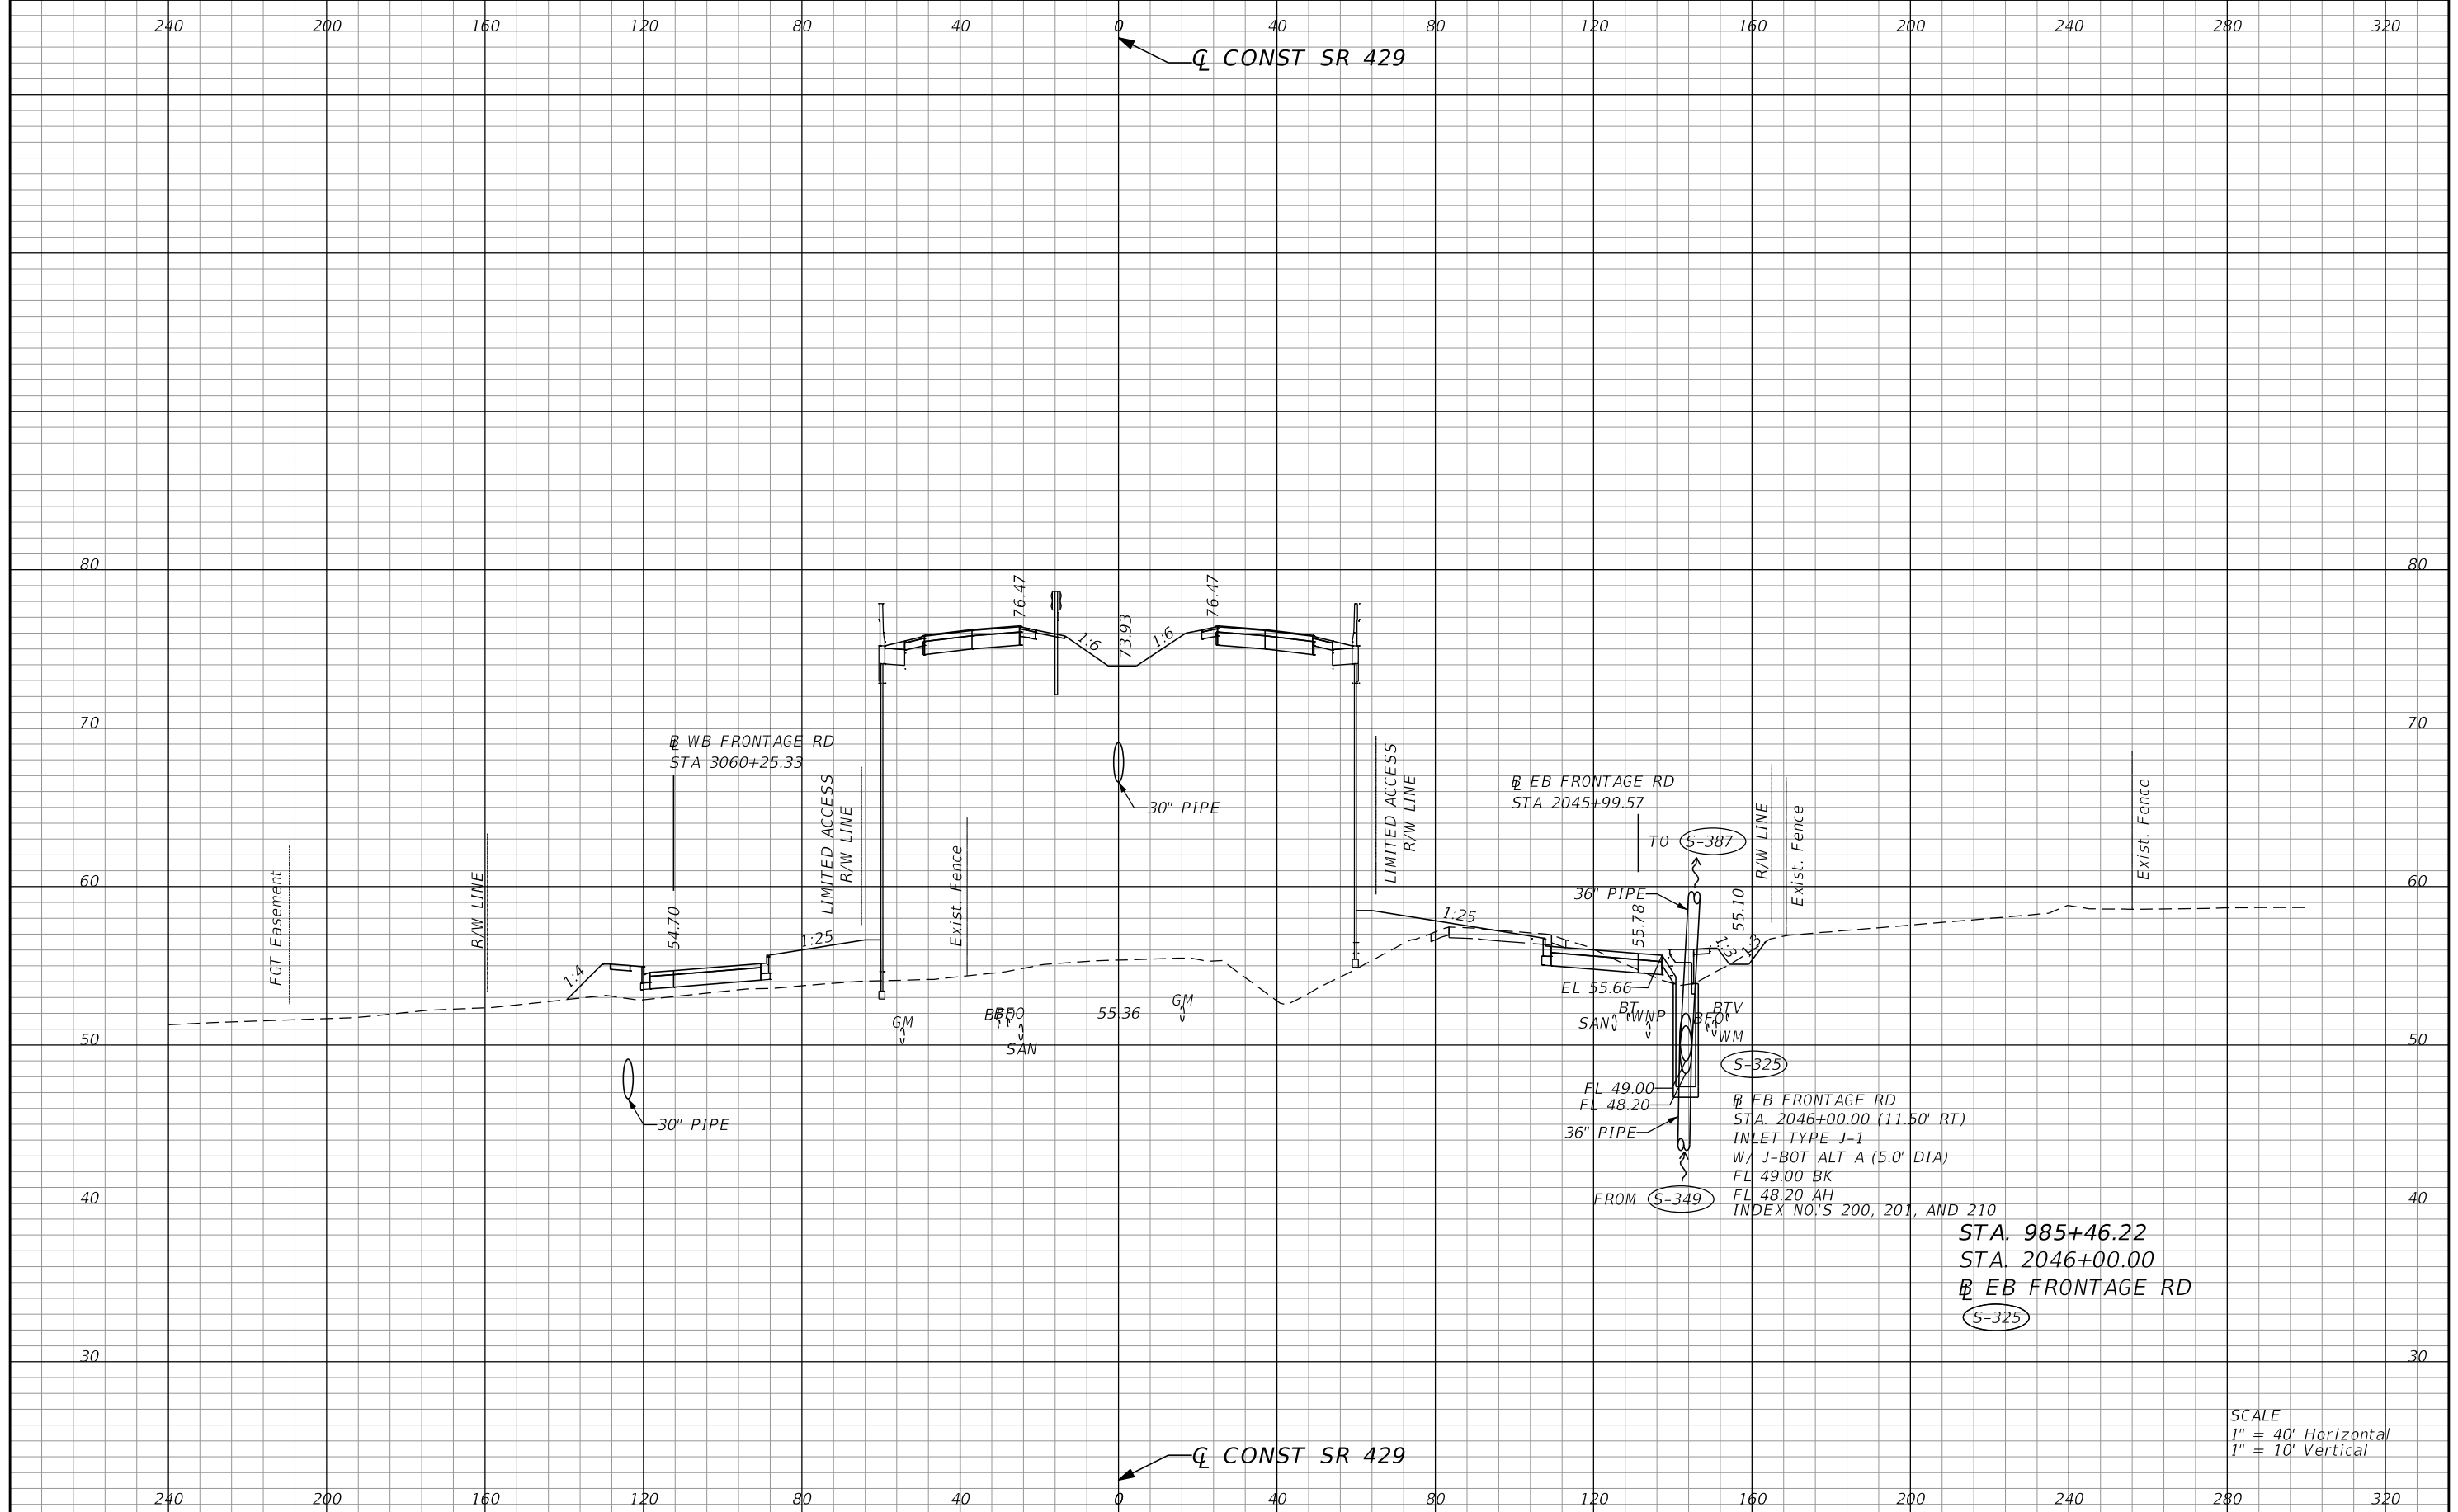 240 200 160 120 80 40 0 40 80 120 160 200 240 280 320
℄ CONST SR 429
80 80
76.47
76.47
73.93
1:6
1:6
70 70
℄ WB FRONTAGE RD
STA 3060+25.33
LIMITED ACCESS
R/W LINE
30" PIPE
LIMITED ACCESS
R/W LINE
℄ EB FRONTAGE RD
STA 2045+99.57
TO S-387
R/W LINE
Exist. Fence
Exist. Fence
60 60
FGT Easement
R/W LINE
54.70
Exist. Fence
36" PIPE
55.78
55.10
1:4
1:25
1:25
1:3
1:3
EL 55.66
GM
BFO
SAN
55.36
GM
SAN
BT
WNP
BFO
BTV
WM
50 50
S-325
30" PIPE
FL 49.00
FL 48.20
36" PIPE
FROM S-349
℄ EB FRONTAGE RD
STA. 2046+00.00 (11.50' RT)
INLET TYPE J-1
W/ J-BOT ALT A (5.0' DIA)
FL 49.00 BK
FL 48.20 AH
INDEX NO.'S 200, 201, AND 210
40 40
STA. 985+46.22
STA. 2046+00.00
℄ EB FRONTAGE RD
S-325
30 30
SCALE
1" = 40' Horizontal
1" = 10' Vertical
℄ CONST SR 429
240 200 160 120 80 40 0 40 80 120 160 200 240 280 320